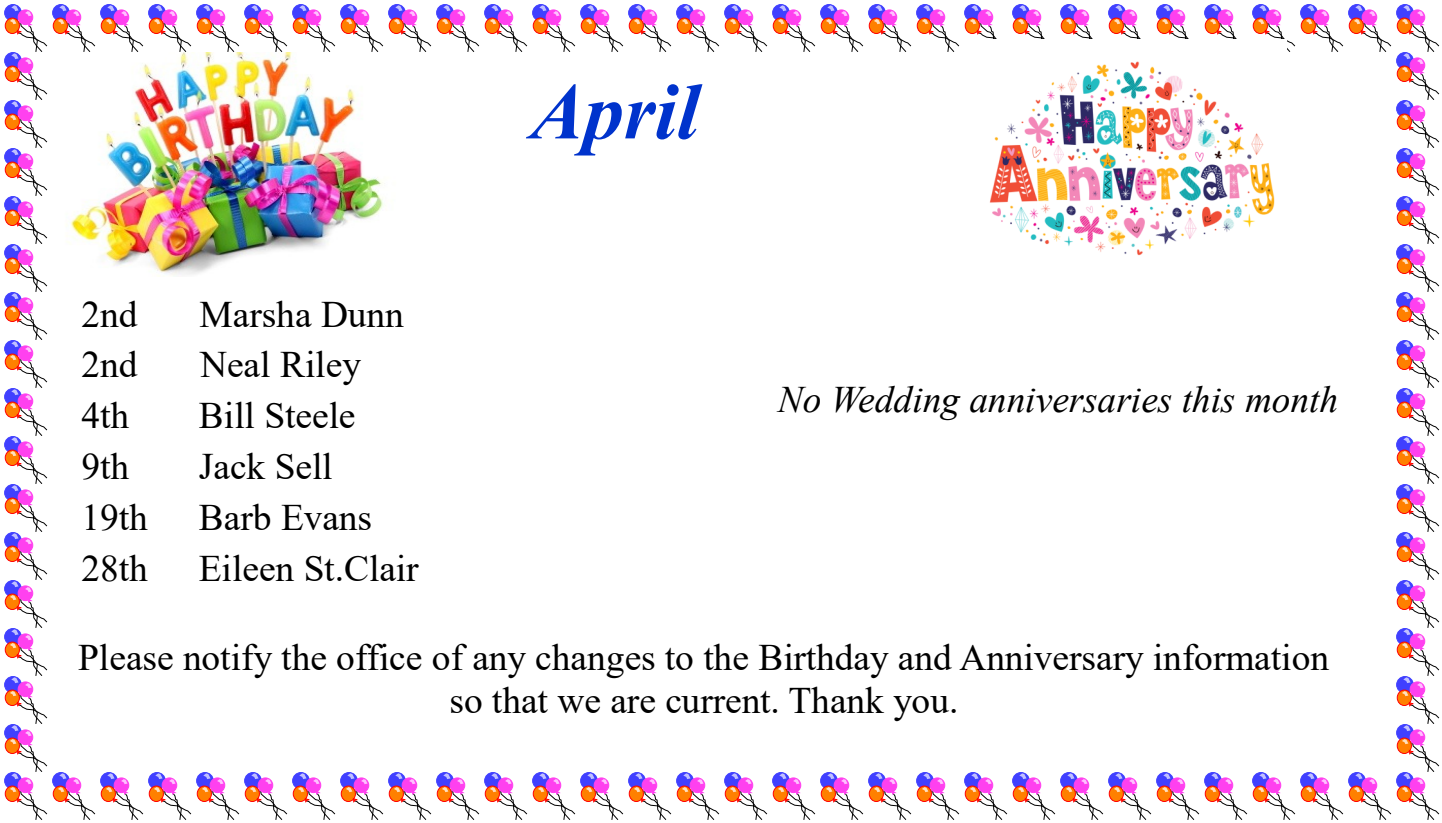 HAPPY
BIRTHDAY
April
Happy
Anniversary
2nd Marsha Dunn
2nd Neal Riley
4th Bill Steele
9th Jack Sell
19th Barb Evans
28th Eileen St.Clair
No Wedding anniversaries this month
Please notify the office of any changes to the Birthday and Anniversary information
so that we are current. Thank you.